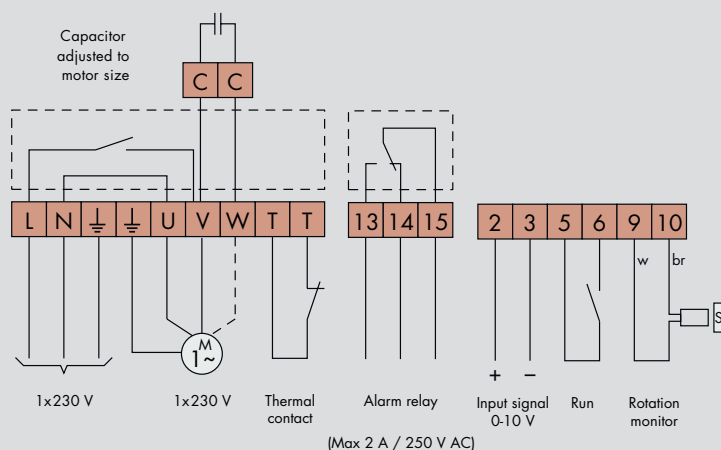 Capacitor
adjusted to
motor size
C C
L N U V W T T
13 14 15
2 3 5 6 9 10
w br
S
M
1~
+ −
1x230 V
1x230 V
Thermal
contact
Alarm relay
(Max 2 A / 250 V AC)
Input signal
0-10 V
Run
Rotation
monitor